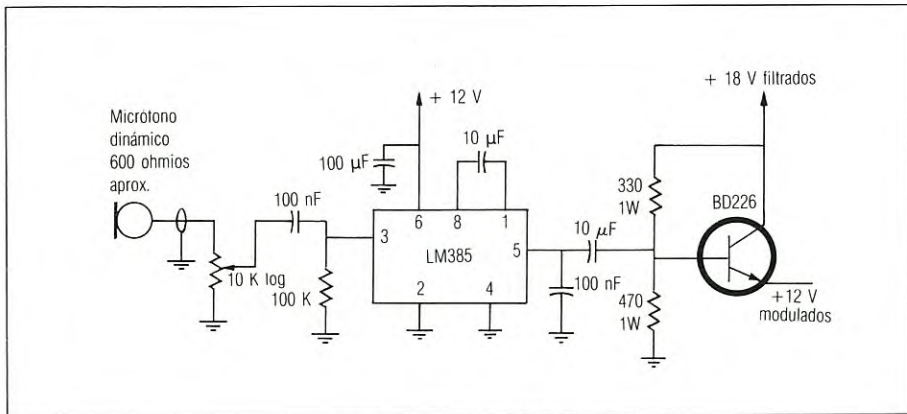 Micrófono
dinámico
600 ohmios
aprox.
10 K log
100 nF
100 K
100 µF
+ 12 V
10 µF
6
8
1
3
LM385
5
2
4
10 µF
100 nF
330
1W
470
1W
+ 18 V filtrados
BD226
+12 V
modulados